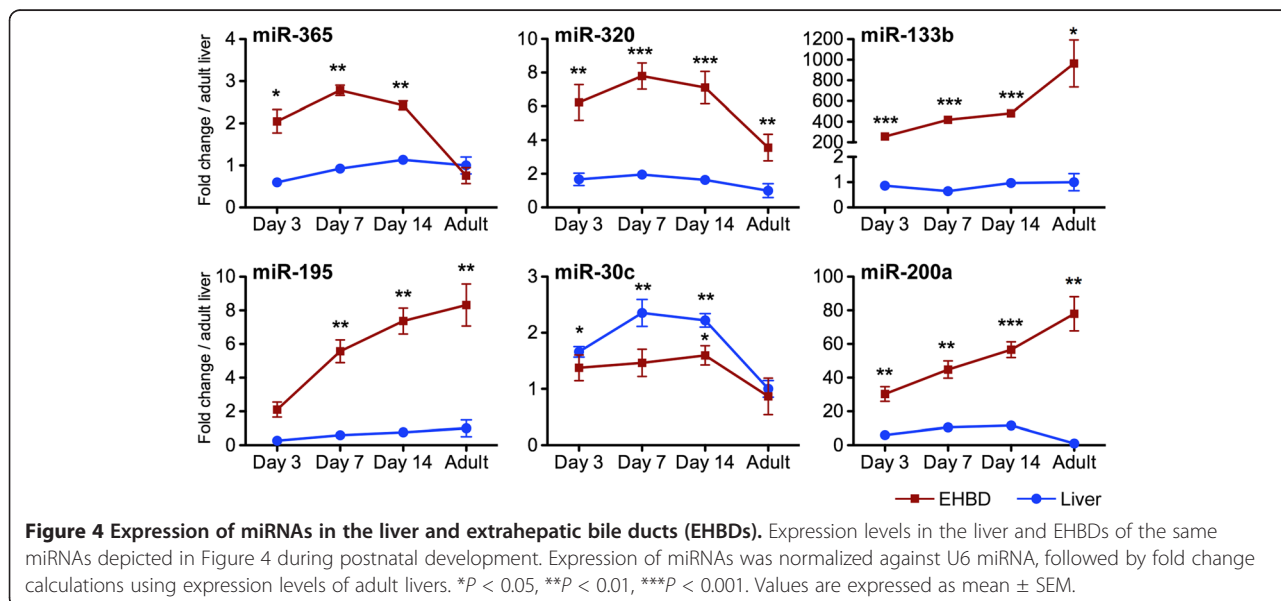 miR-365
miR-320
miR-133b
Fold change / adult liver
4
3
2
1
0
* ** **
Day 3 Day 7 Day 14 Adult
10
8
6
4
2
0
** *** *** **
Day 3 Day 7 Day 14 Adult
1200
1000
800
600
400
200
2
1
0
*** *** *** *
Day 3 Day 7 Day 14 Adult
miR-195
miR-30c
miR-200a
Fold change / adult liver
10
8
6
4
2
0
** ** **
Day 3 Day 7 Day 14 Adult
3
2
1
0
* ** **
*
Day 3 Day 7 Day 14 Adult
100
80
60
40
20
0
** ** *** **
Day 3 Day 7 Day 14 Adult
EHBD Liver
Figure 4 Expression of miRNAs in the liver and extrahepatic bile ducts (EHBDs). Expression levels in the liver and EHBDs of the same
miRNAs depicted in Figure 4 during postnatal development. Expression of miRNAs was normalized against U6 miRNA, followed by fold change
calculations using expression levels of adult livers. *P < 0.05, **P < 0.01, ***P < 0.001. Values are expressed as mean ± SEM.